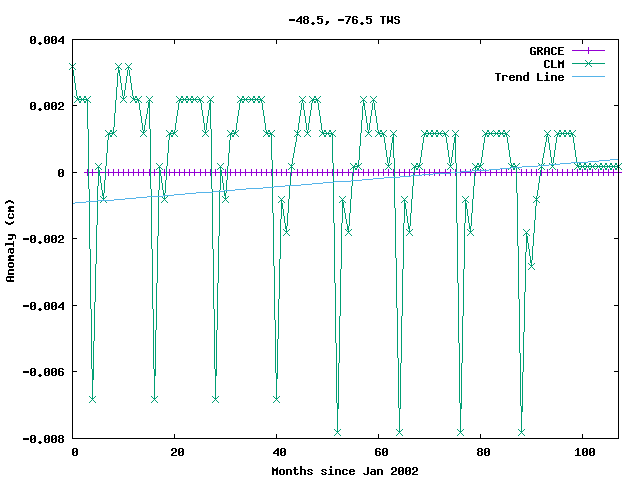 -48.5, -76.5 TWS
GRACE
CLM
Trend Line
0.004
0.002
0
-0.002
-0.004
-0.006
-0.008
Anomaly (cm)
0 20 40 60 80 100
Months since Jan 2002